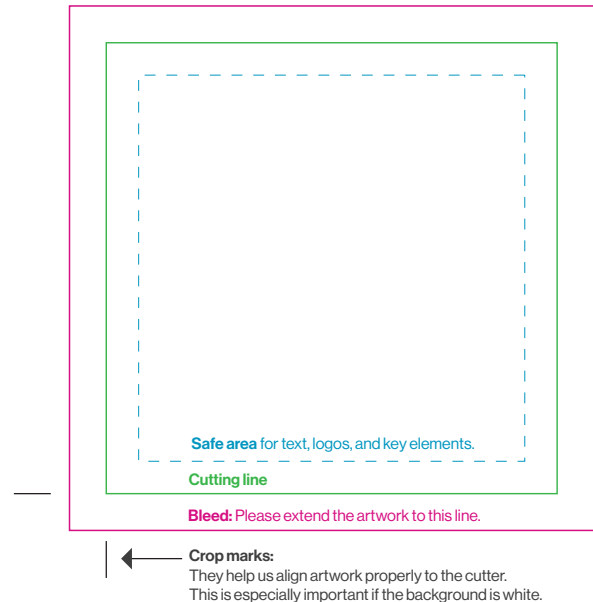 Safe area for text, logos, and key elements.
Cutting line
Bleed: Please extend the artwork to this line.
Crop marks:
They help us align artwork properly to the cutter.
This is especially important if the background is white.